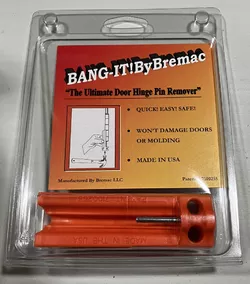 BANG-IT!ByBremac
"The Ultimate Door Hinge Pin Remover"
• QUICK! EASY! SAFE!
• WON'T DAMAGE DOORS
OR MOLDING
• MADE IN USA
Manufactured By Bremac LLC.